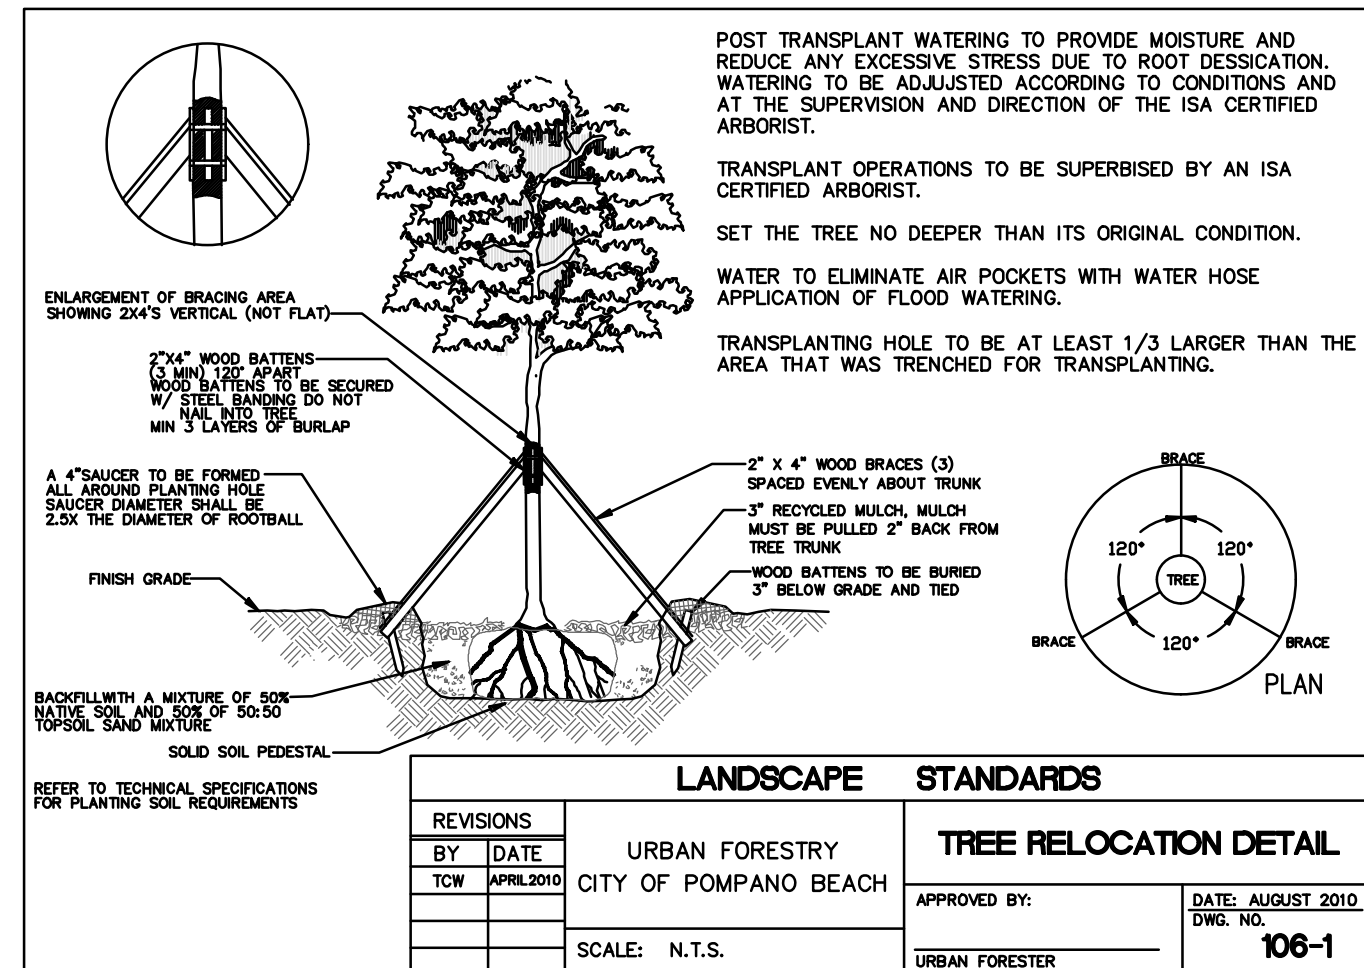 POST TRANSPLANT WATERING TO PROVIDE MOISTURE AND
REDUCE ANY EXCESSIVE STRESS DUE TO ROOT DESSICATION.
WATERING TO BE ADJUJSTED ACCORDING TO CONDITIONS AND
AT THE SUPERVISION AND DIRECTION OF THE ISA CERTIFIED
ARBORIST.
TRANSPLANT OPERATIONS TO BE SUPERBISED BY AN ISA
CERTIFIED ARBORIST.
SET THE TREE NO DEEPER THAN ITS ORIGINAL CONDITION.
WATER TO ELIMINATE AIR POCKETS WITH WATER HOSE
APPLICATION OF FLOOD WATERING.
TRANSPLANTING HOLE TO BE AT LEAST 1/3 LARGER THAN THE
AREA THAT WAS TRENCHED FOR TRANSPLANTING.
ENLARGEMENT OF BRACING AREA
SHOWING 2X4'S VERTICAL (NOT FLAT)
2"X4" WOOD BATTENS
(3 MIN) 120° APART
WOOD BATTENS TO BE SECURED
W/ STEEL BANDING DO NOT
NAIL INTO TREE
MIN 3 LAYERS OF BURLAP
A 4"SAUCER TO BE FORMED
ALL AROUND PLANTING HOLE
SAUCER DIAMETER SHALL BE
2.5X THE DIAMETER OF ROOTBALL
FINISH GRADE
BACKFILLWITH A MIXTURE OF 50%
NATIVE SOIL AND 50% OF 50:50
TOPSOIL SAND MIXTURE
SOLID SOIL PEDESTAL
REFER TO TECHNICAL SPECIFICATIONS
FOR PLANTING SOIL REQUIREMENTS
2" X 4" WOOD BRACES (3)
SPACED EVENLY ABOUT TRUNK
3" RECYCLED MULCH, MULCH
MUST BE PULLED 2" BACK FROM
TREE TRUNK
WOOD BATTENS TO BE BURIED
3" BELOW GRADE AND TIED
BRACE
120° 120°
TREE
120°
BRACE BRACE
PLAN
LANDSCAPE STANDARDS
REVISIONS
BY DATE
TCW APRIL2010
URBAN FORESTRY
CITY OF POMPANO BEACH
SCALE: N.T.S.
TREE RELOCATION DETAIL
APPROVED BY:
URBAN FORESTER
DATE: AUGUST 2010
DWG. NO.
106-1